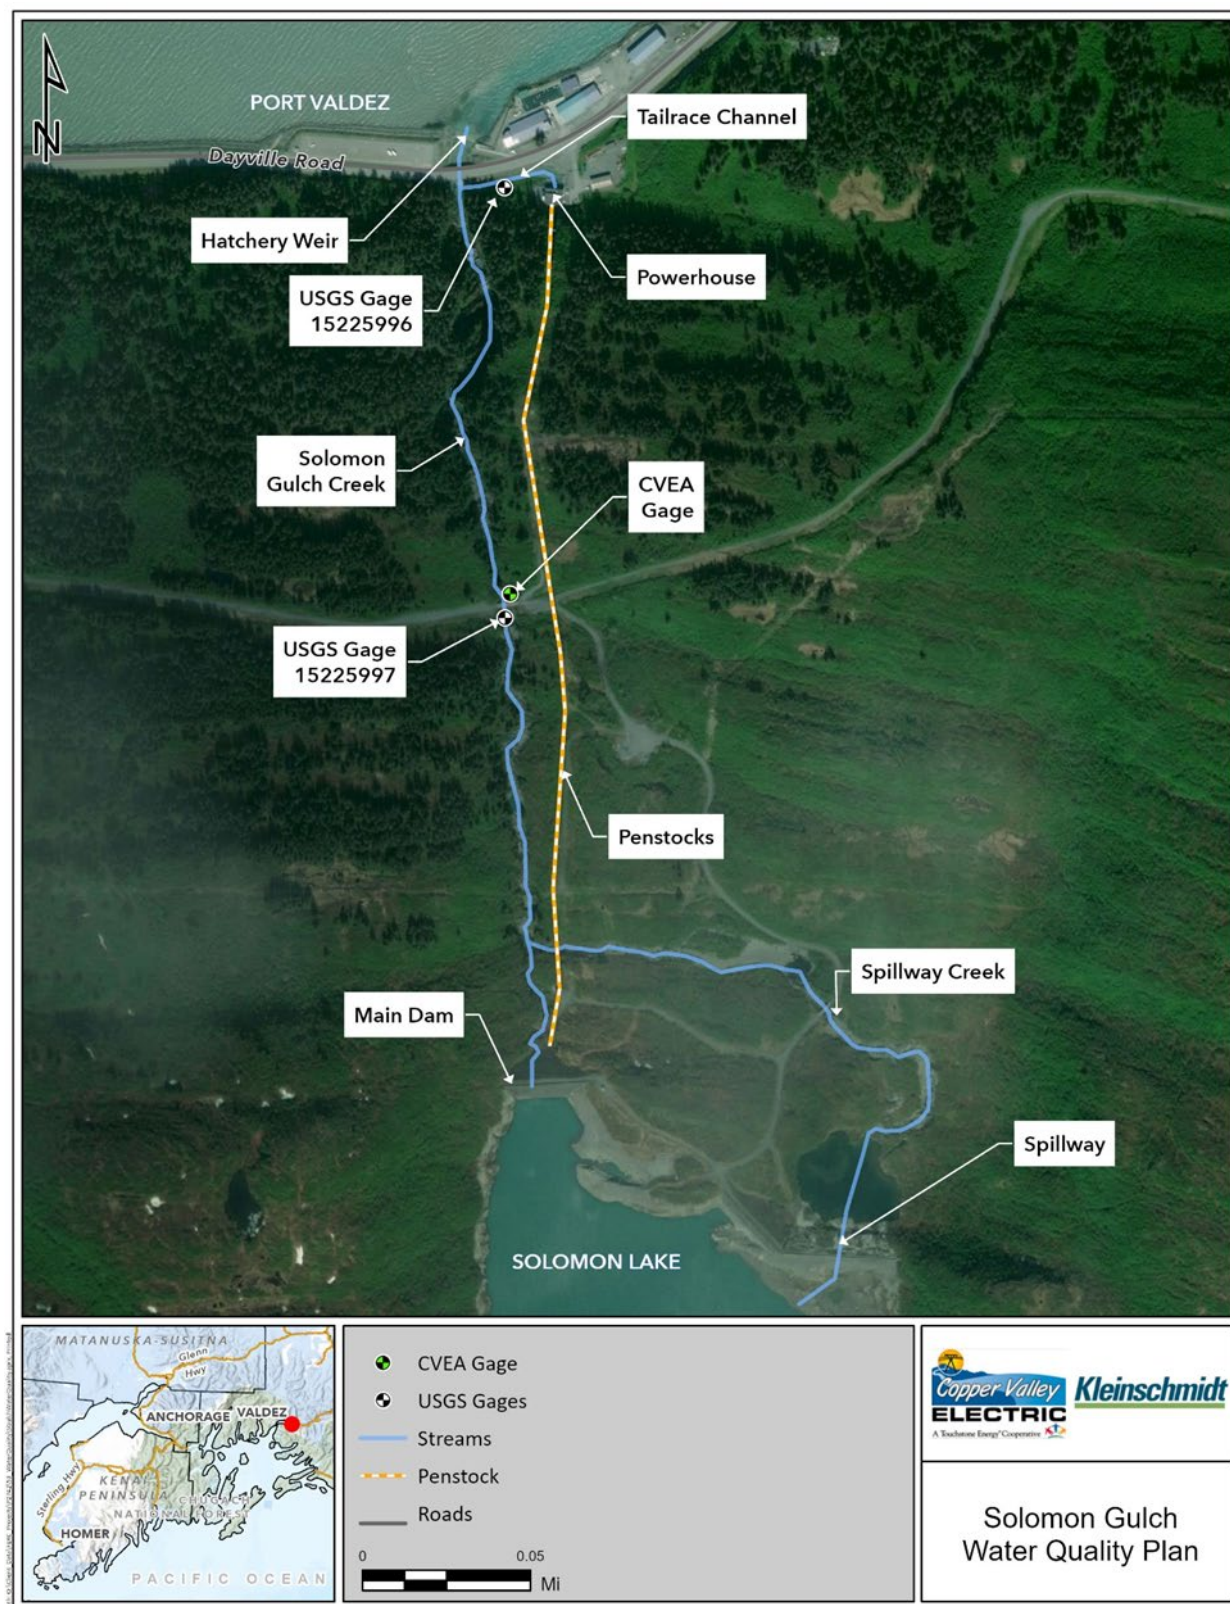 N
PORT VALDEZ
Tailrace Channel
Dayville Road
Hatchery Weir
Powerhouse
USGS Gage
15225996
Solomon
Gulch Creek
CVEA
Gage
USGS Gage
15225997
Penstocks
Spillway Creek
Main Dam
Spillway
SOLOMON LAKE
MATANUSKA-SUSITNA
Glenn
Hwy
ANCHORAGE
VALDEZ
Sterling Hwy
KENAI
PENINSULA
CHUGACH
NATIONAL FOREST
HOMER
PACIFIC OCEAN
CVEA Gage
USGS Gages
Streams
Penstock
Roads
0 0.05
Mi
Copper Valley
ELECTRIC
A Touchstone Energy® Cooperative
Kleinschmidt
Solomon Gulch
Water Quality Plan